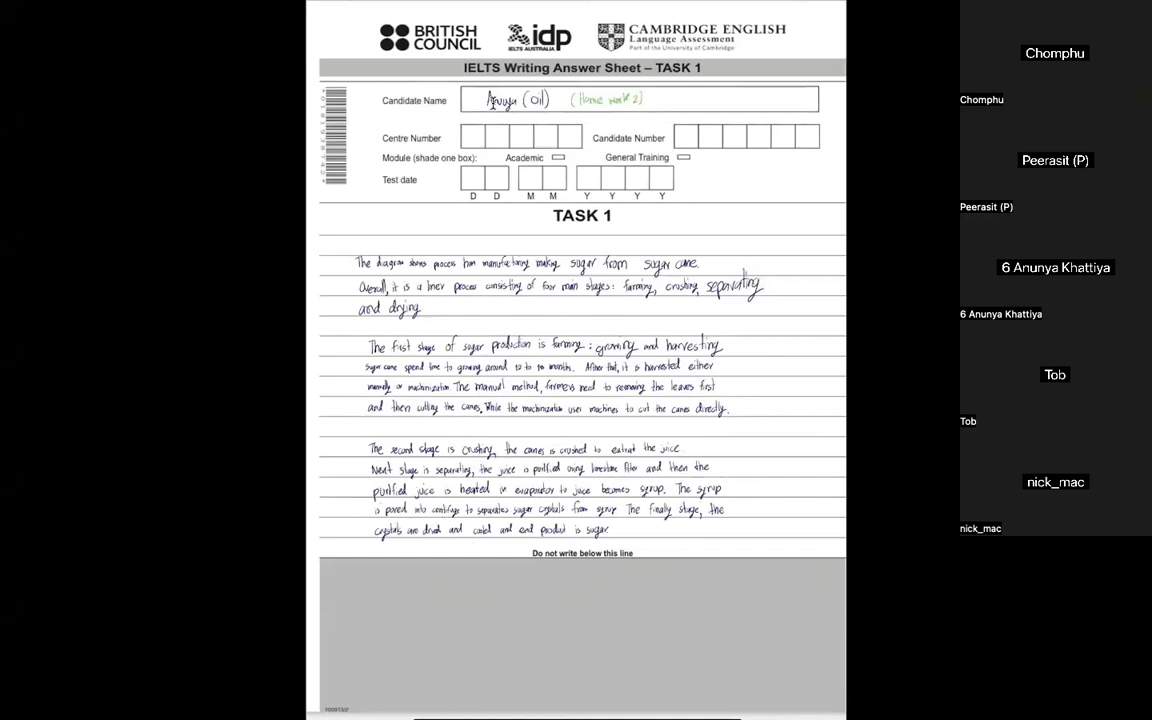 BRITISH COUNCIL
idp
IELTS AUSTRALIA
CAMBRIDGE ENGLISH
Language Assessment
Part of the University of Cambridge
IELTS Writing Answer Sheet – TASK 1
Candidate Name
Anunya (Oil) (Home work 2)
Centre Number
Candidate Number
Module (shade one box):
Academic
General Training
Test date
D D M M Y Y Y Y
TASK 1
The diagram shows process from manufacturing making sugar from sugar cane.
Overall, it is a liner process consisting of four main stages: farming, crushing, separating
and drying
The first stage of sugar production is farming: growing and harvesting
sugar cane spend time to growing around 12 to months. After that, it is harvested either
manually or machinization The manual method, farmers need to removing the leaves first
and then cutting the canes. While the machinization user machines to cut the canes directly.
The second stage is crushing, the canes is crushed to extrat the juice.
Next stage is separating, the juice is purified using limestone filter and then the
purified juice is heated in evaporator to juice becomes syrup. The syrup
is pored into centrifuge to separates sugar crystals from syrup The finally stage, the
crystals are dried and cooled and end product is sugar.
Do not write below this line
Chomphu
Chomphu
Peerasit (P)
Peerasit (P)
6 Anunya Khattiya
6 Anunya Khattiya
Tob
Tob
nick_mac
nick_mac